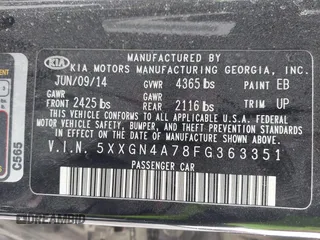 MANUFACTURED BY
KIA
KIA MOTORS MANUFACTURING GEORGIA, INC.
JUN/09/14 GVWR 4365 lbs PAINT EB
GAWR GAWR
FRONT 2425 lbs REAR 2116 lbs TRIM UP
THIS VEHICLE CONFORMS TO ALL APPLICABLE FEDERAL
MOTOR VEHICLE SAFETY, BUMPER, AND THEFT PREVENTION
STANDARDS IN EFFECT ON THE DATE OF MANUFACTURE
SHOWN ABOVE.
V.I.N. 5XXGN4A78FG363351
PASSENGER CAR
C565